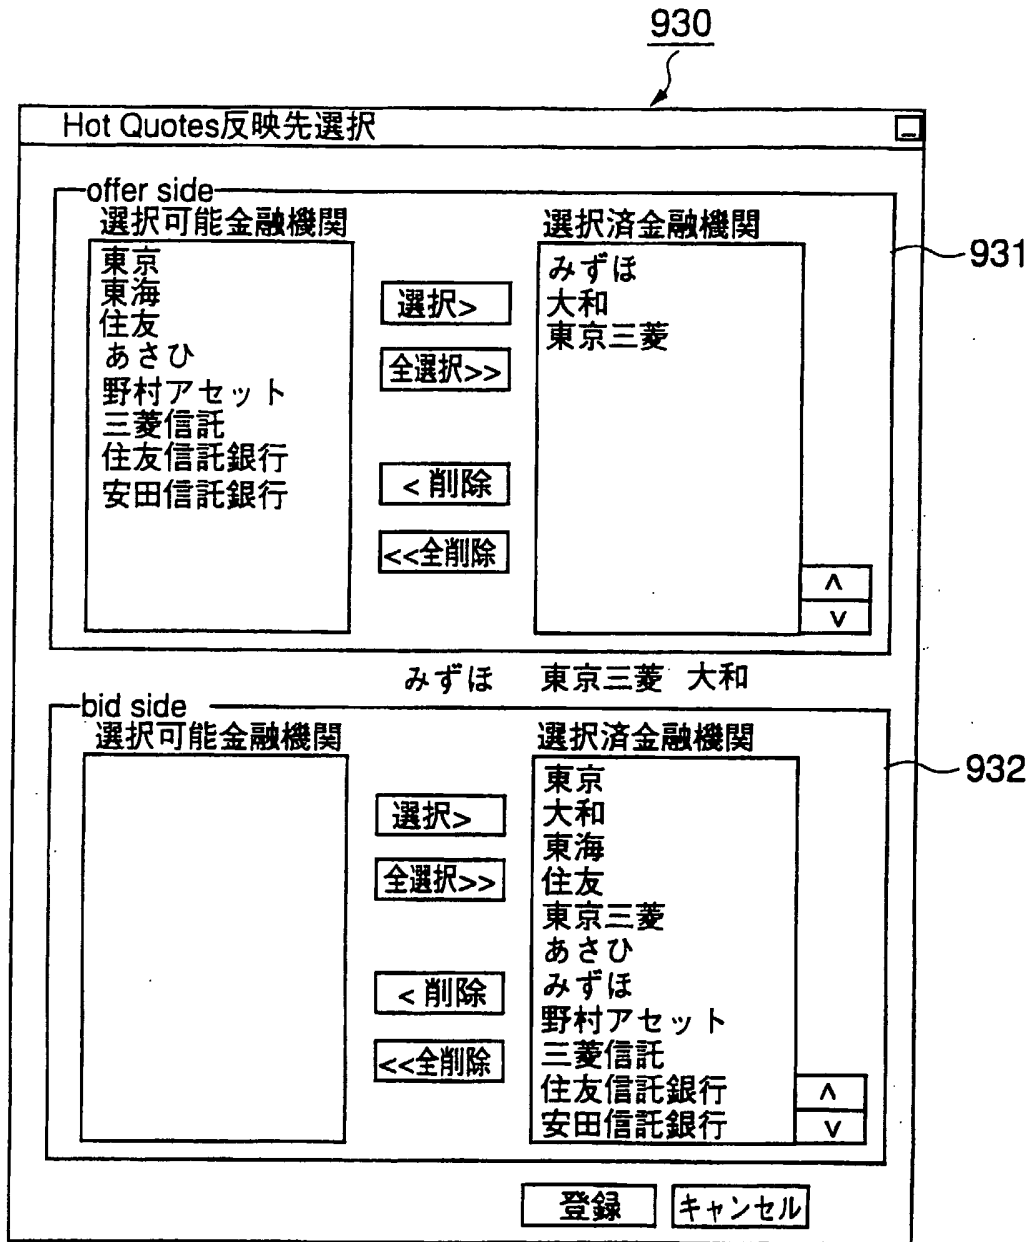 930
Hot Quotes反映先選択
offer side
選択可能金融機関
東京
東海
住友
あさひ
野村アセット
三菱信託
住友信託銀行
安田信託銀行
選択>
全選択>>
<削除
<<全削除
選択済金融機関
みずほ
大和
東京三菱
∧
∨
931
みずほ 東京三菱 大和
bid side
選択可能金融機関
選択>
全選択>>
<削除
<<全削除
選択済金融機関
東京
大和
東海
住友
東京三菱
あさひ
みずほ
野村アセット
三菱信託
住友信託銀行
安田信託銀行
∧
∨
932
登録 キャンセル